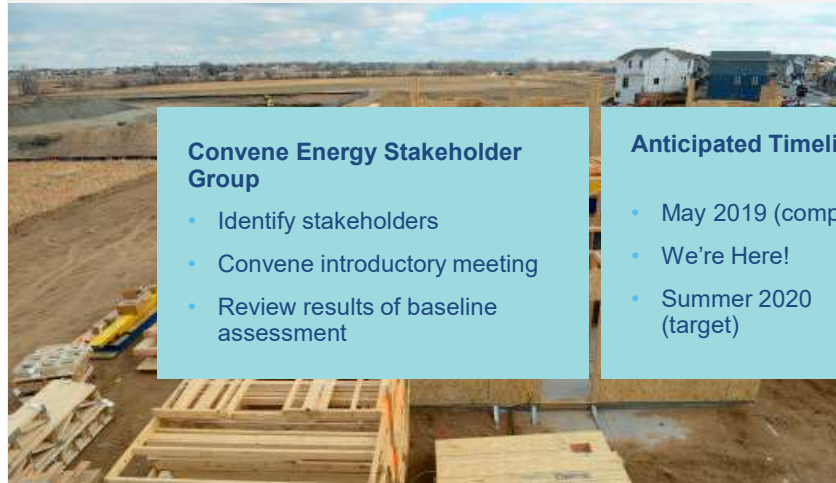 Convene Energy Stakeholder
Group
• Identify stakeholders
• Convene introductory meeting
• Review results of baseline
assessment
Anticipated
• May 2019
• We're Here!
• Summer 2020
(target)